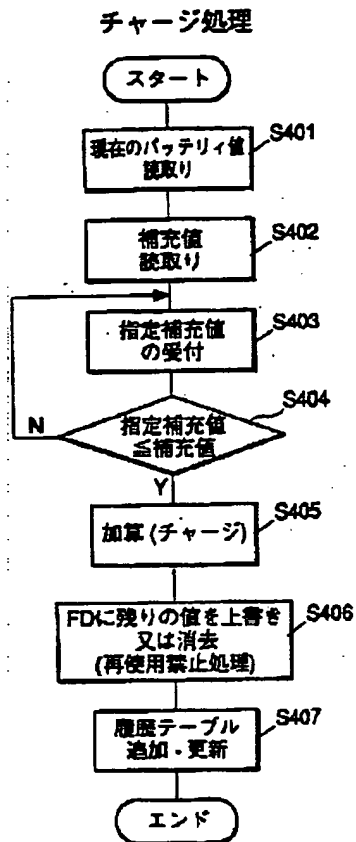 チャージ処理
スタート
現在のバッテリィ値
読取り
S401
補充値
読取り
S402
指定補充値
の受付
S403
指定補充値
≦補充値
S404
N
Y
加算(チャージ)
S405
FDに残りの値を上書き
又は消去
(再使用禁止処理)
S406
履歴テーブル
追加・更新
S407
エンド